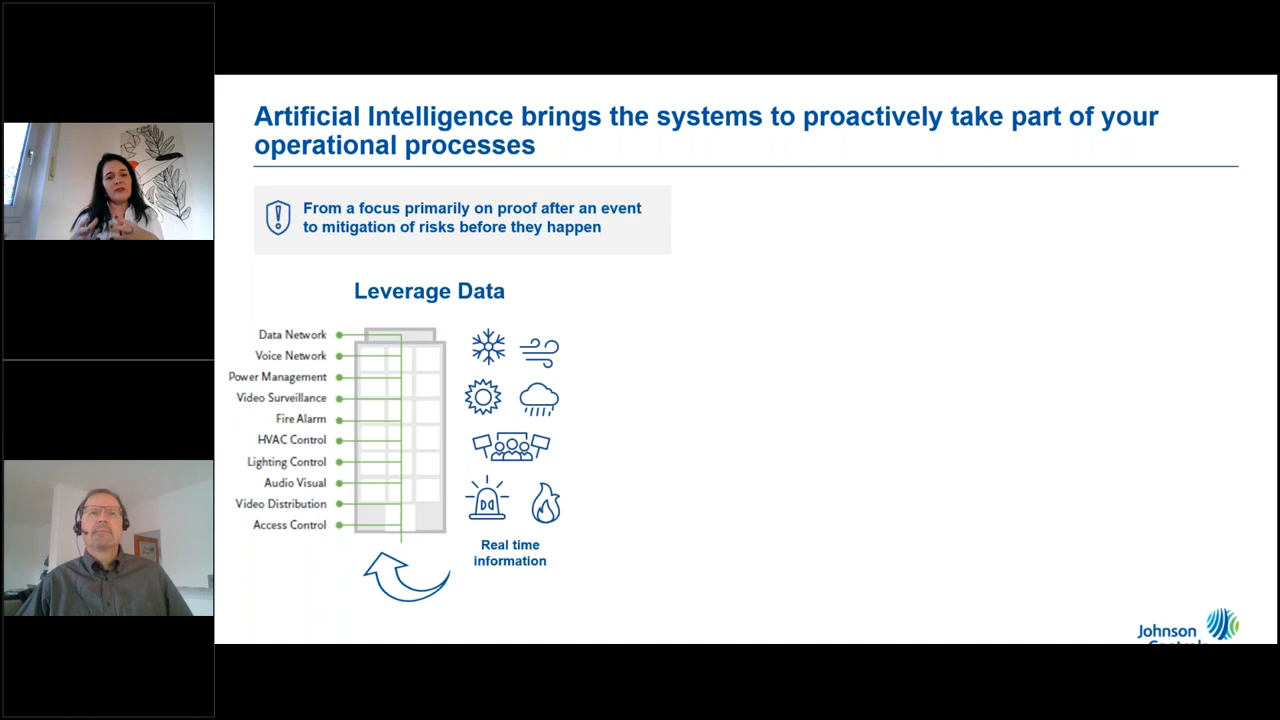 Artificial Intelligence brings the systems to proactively take part of your
operational processes
From a focus primarily on proof after an event
to mitigation of risks before they happen
Leverage Data
Data Network
Voice Network
Power Management
Video Surveillance
Fire Alarm
HVAC Control
Lighting Control
Audio Visual
Video Distribution
Access Control
Real time
information
Johnson
Controls